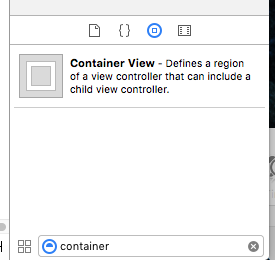 {}
Container View - Defines a region
of a view controller that can include a
child view controller.
container